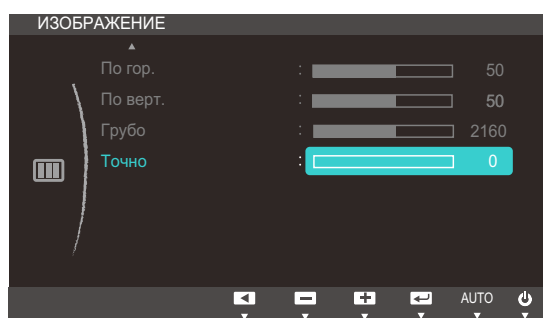 ИЗОБРАЖЕНИЕ
По гор. : 50
По верт. : 50
Грубо : 2160
Точно : 0
AUTO